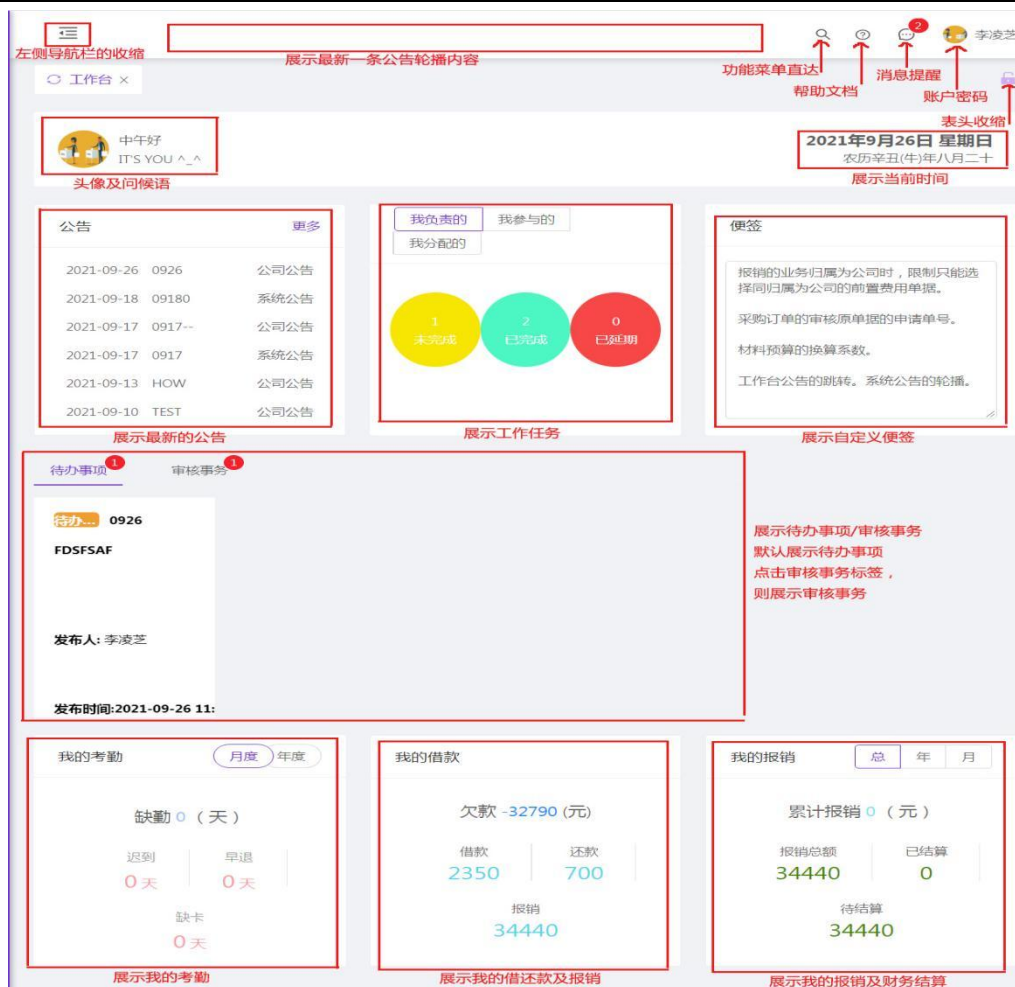 2
李凌芝
左侧导航栏的收缩
展示最新一条公告轮播内容
功能菜单直达
消息提醒
帮助文档
账户密码
工作台 ×
表头收缩
中午好
IT'S YOU ^_^
2021年9月26日 星期日
农历辛丑(牛)年八月二十
头像及问候语
展示当前时间
公告 更多
2021-09-26 0926 公司公告
2021-09-18 09180 系统公告
2021-09-17 0917-- 公司公告
2021-09-17 0917 系统公告
2021-09-13 HOW 公司公告
2021-09-10 TEST 公司公告
展示最新的公告
我负责的 我参与的
我分配的
1 2 0
未完成 已完成 已延期
展示工作任务
便签
报销的业务归属为公司时，限制只能选
择同归属为公司的前置费用单据。
采购订单的审核原单据的申请单号。
材料预算的换算系数。
工作台公告的跳转。系统公告的轮播。
展示自定义便签
待办事项 1 审核事务 1
待办... 0926
FDSFSAF
发布人: 李凌芝
发布时间:2021-09-26 11:
展示待办事项/审核事务
默认展示待办事项
点击审核事务标签，
则展示审核事务
我的考勤 月度 年度
缺勤 0 （天）
迟到 早退
0 天 0 天
缺卡
0 天
展示我的考勤
我的借款
欠款 -32790 (元)
借款 还款
2350 700
报销
34440
展示我的借还款及报销
我的报销 总 年 月
累计报销 0 （元）
报销总额 已结算
34440 0
待结算
34440
展示我的报销及财务结算